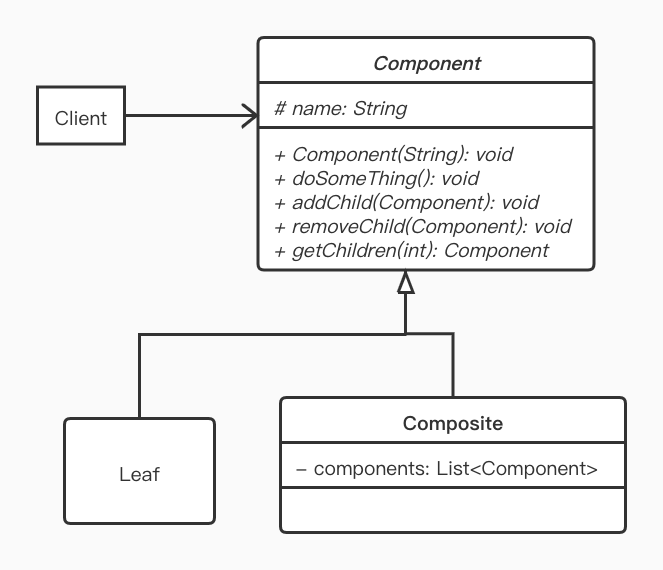 Component
# name: String
Client
+ Component(String): void
+ doSomeThing(): void
+ addChild(Component): void
+ removeChild(Component): void
+ getChildren(int): Component
Composite
Leaf
– components: List<Component>